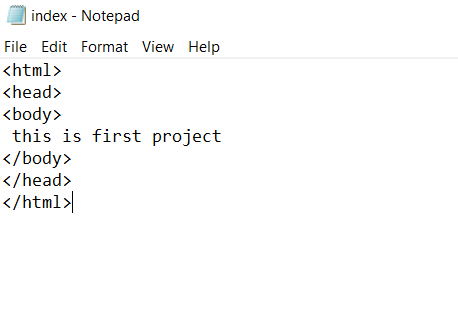 index - Notepad
File Edit Format View Help
<html>
<head>
<body>
this is first project
</body>
</head>
</html>